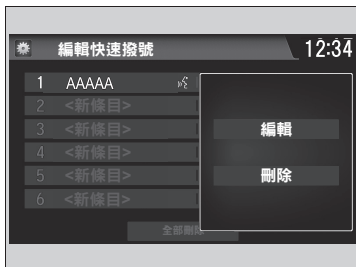 編輯快速撥號 12:34
1 AAAAA
2 <新條目>
3 <新條目>
4 <新條目>
5 <新條目>
6 <新條目>
編輯
刪除
全部刪除